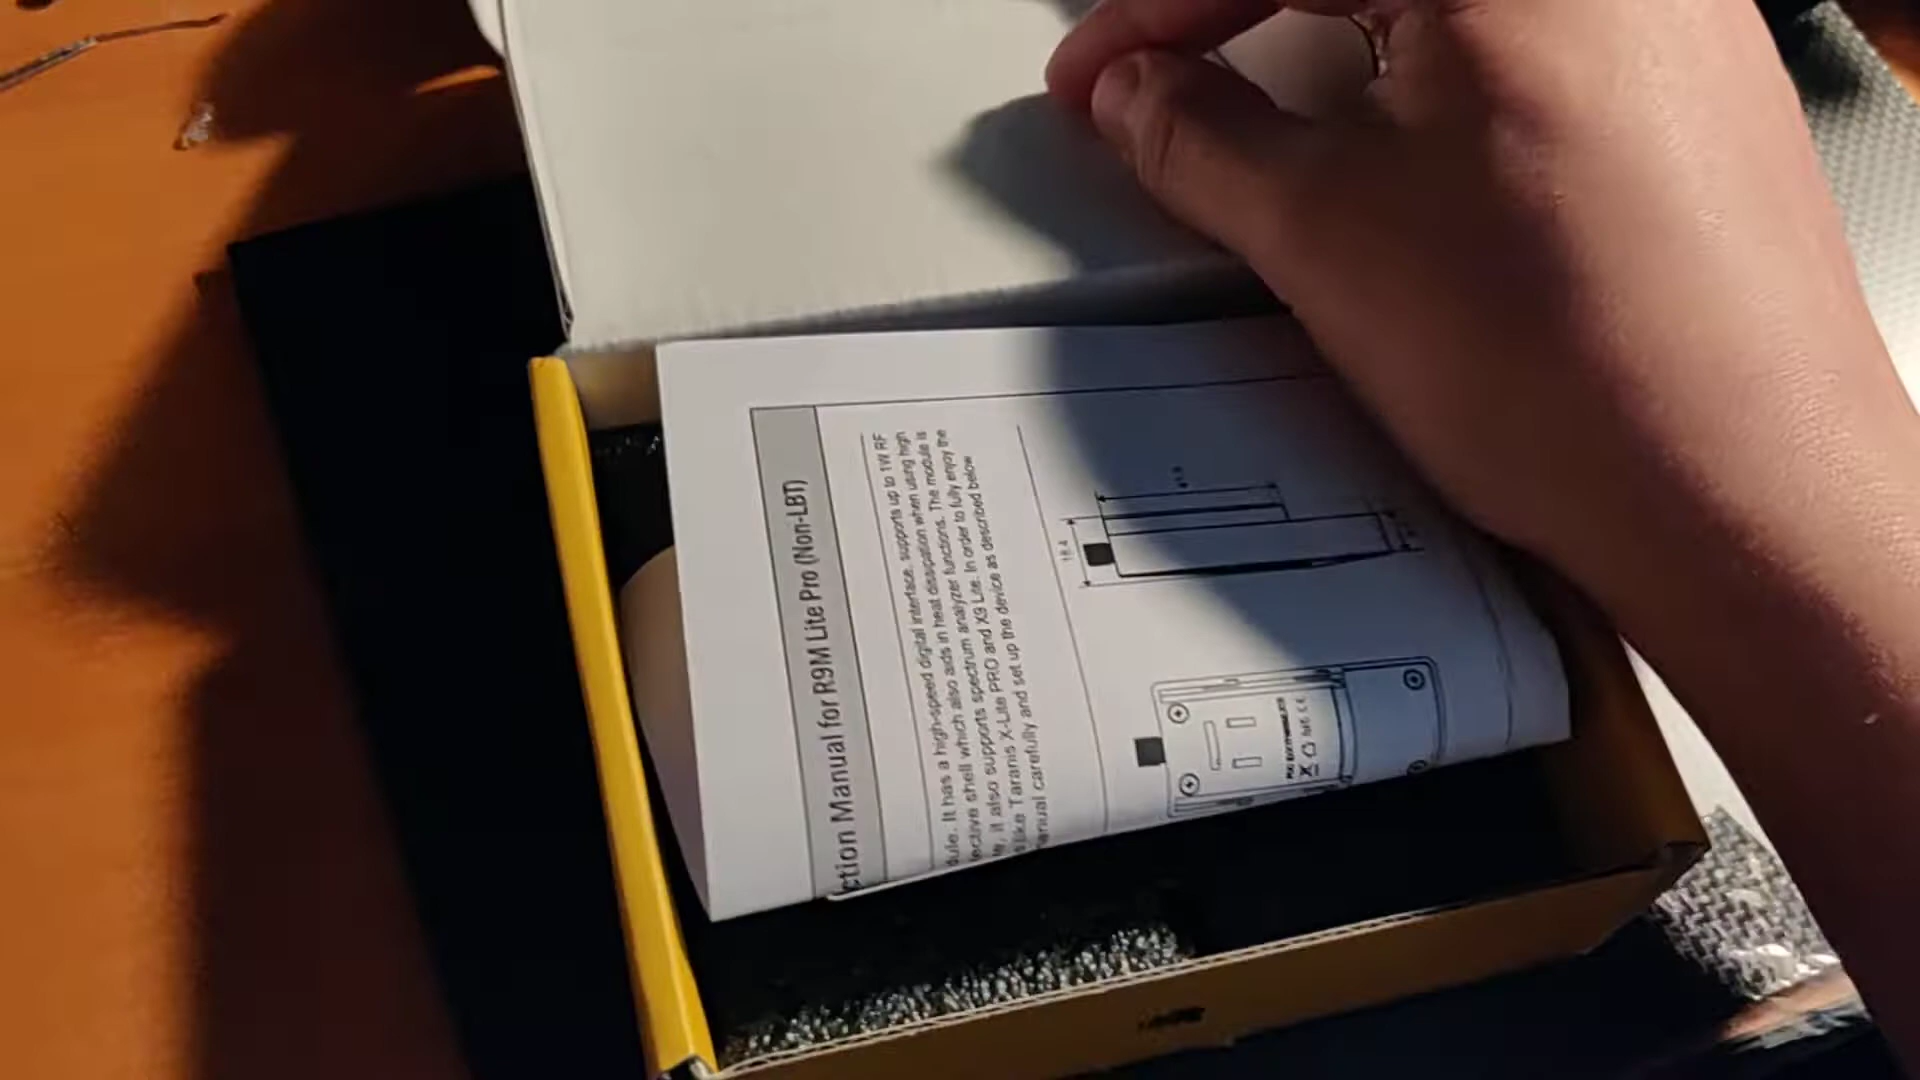 ction Manual for R9M Lite Pro (Non-LBT)
dule. It has a high-speed digital interface, supports up to 1W RF
ective shell which also aids in heat dissipation when using high
it also supports spectrum analyzer functions. The module is
like Taranis X-Lite PRO and X9 Lite. In order to fully enjoy the
anual carefully and set up the device as described below
18.4